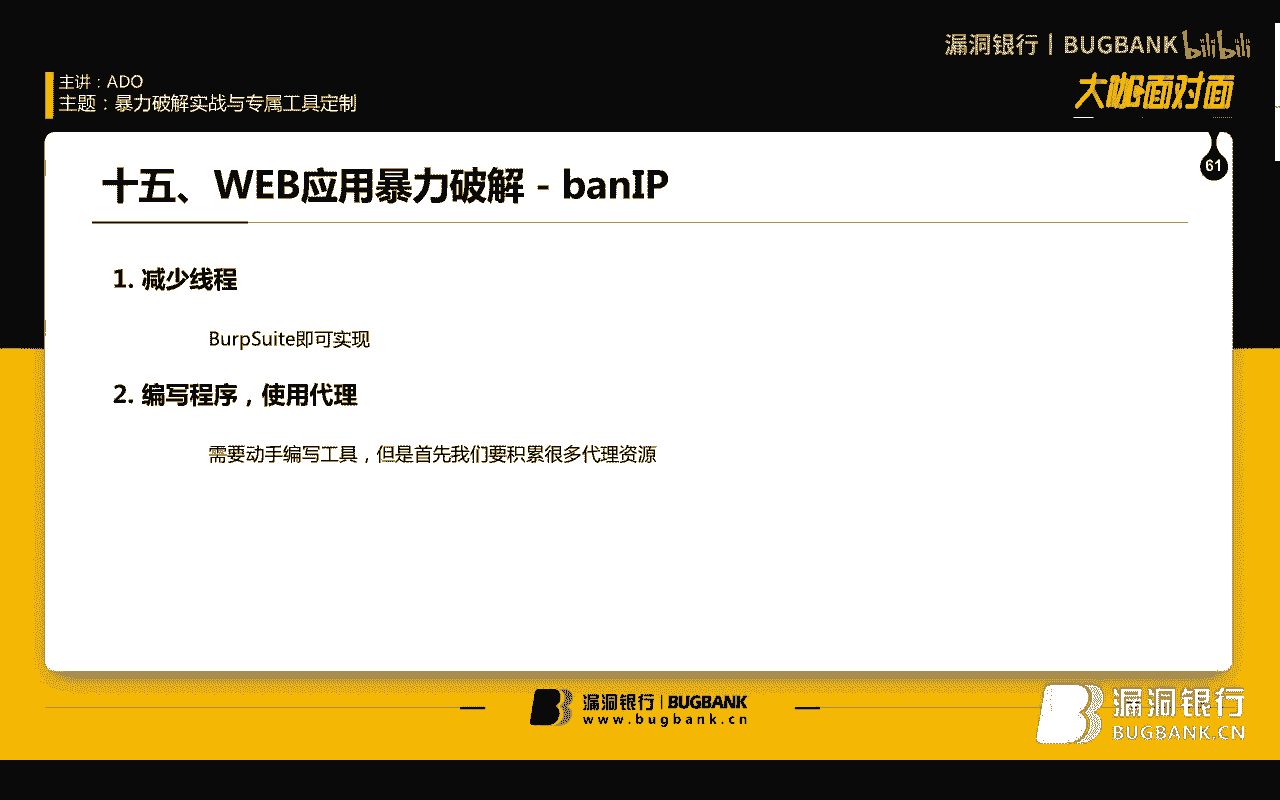 漏洞银行 | BUGBANK bilibili
主讲：ADO
主题：暴力破解实战与专属工具定制
大咖面对面
61
十五、WEB应用暴力破解 - banIP
1. 减少线程
BurpSuite即可实现
2. 编写程序，使用代理
需要动手编写工具，但是首先我们要积累很多代理资源
漏洞银行 | BUGBANK
www.bugbank.cn
漏洞银行
BUGBANK.CN